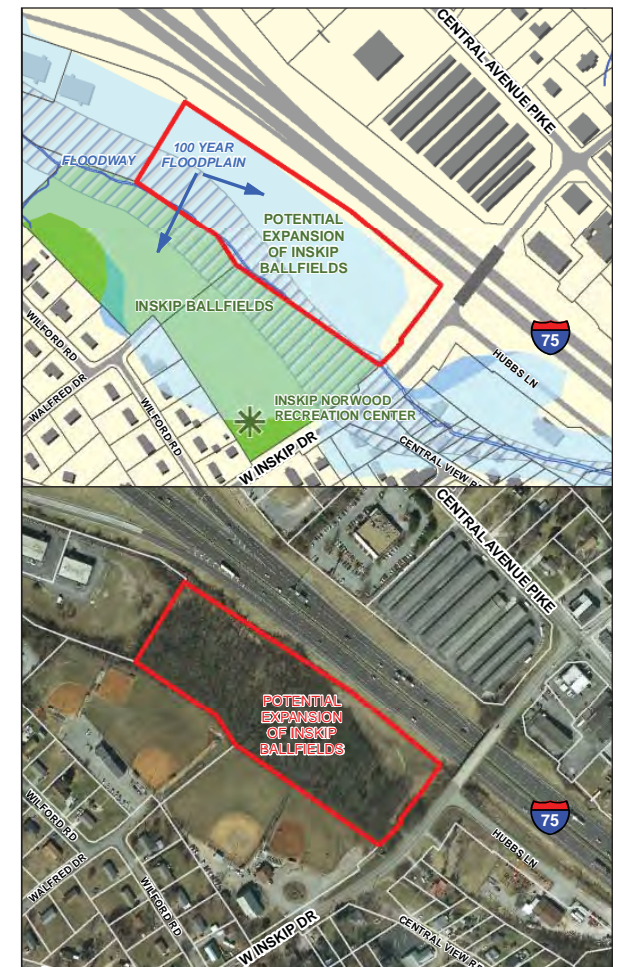 CENTRAL AVENUE PIKE
FLOODWAY
100 YEAR
FLOODPLAIN
POTENTIAL
EXPANSION
OF INSKIP
BALLFIELDS
INSKIP BALLFIELDS
75
WILFORD RD
WALFRED DR
WILFORD RD
HUBBS LN
INSKIP NORWOOD
RECREATION CENTER
W INSKIP DR
CENTRAL VIEW R
CENTRAL AVENUE PIKE
POTENTIAL
EXPANSION
OF INSKIP
BALLFIELDS
75
WILFORD RD
WALFRED DR
WILFORD RD
HUBBS LN
W INSKIP DR
CENTRAL VIEW R